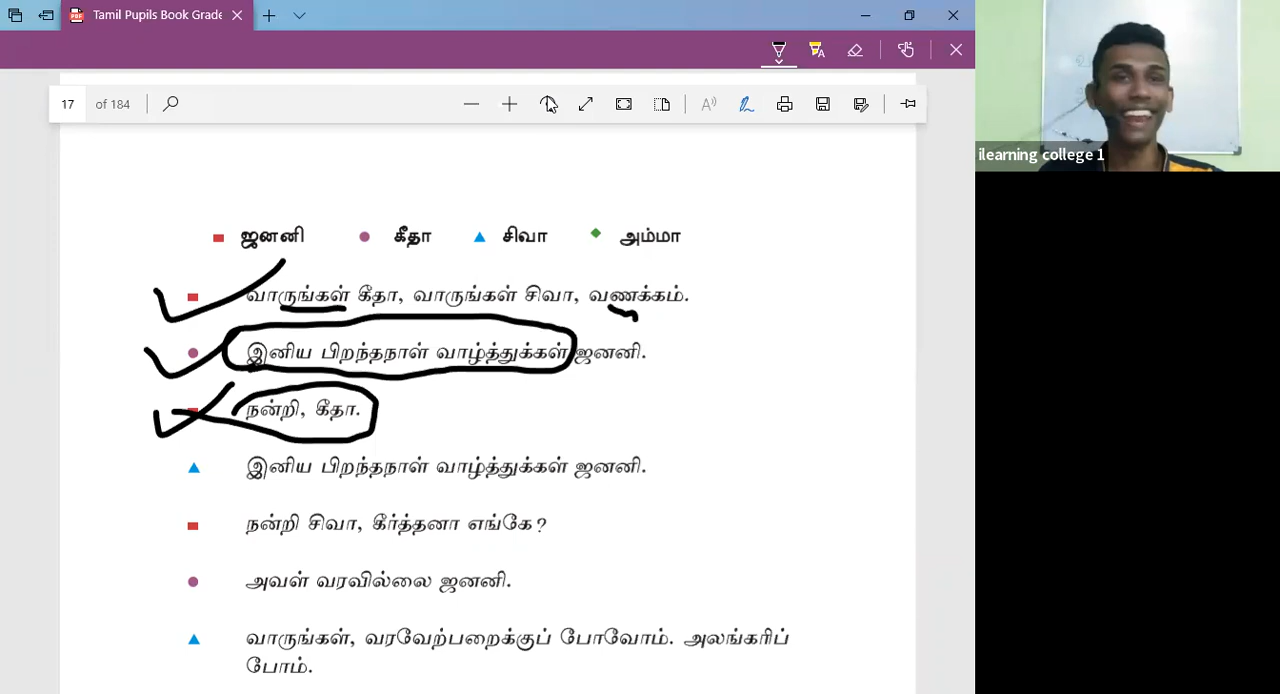 Tamil Pupils Book Grade
17 of 184
ilearning college 1
ஜனனி கீதா சிவா அம்மா
வாருங்கள் கீதா, வாருங்கள் சிவா, வணக்கம்.
இனிய பிறந்தநாள் வாழ்த்துக்கள் ஜனனி.
நன்றி, கீதா.
இனிய பிறந்தநாள் வாழ்த்துக்கள் ஜனனி.
நன்றி சிவா, கீர்த்தனா எங்கே?
அவள் வரவில்லை ஜனனி.
வாருங்கள், வரவேற்பறைக்குப் போவோம். அலங்கரிப்
போம்.